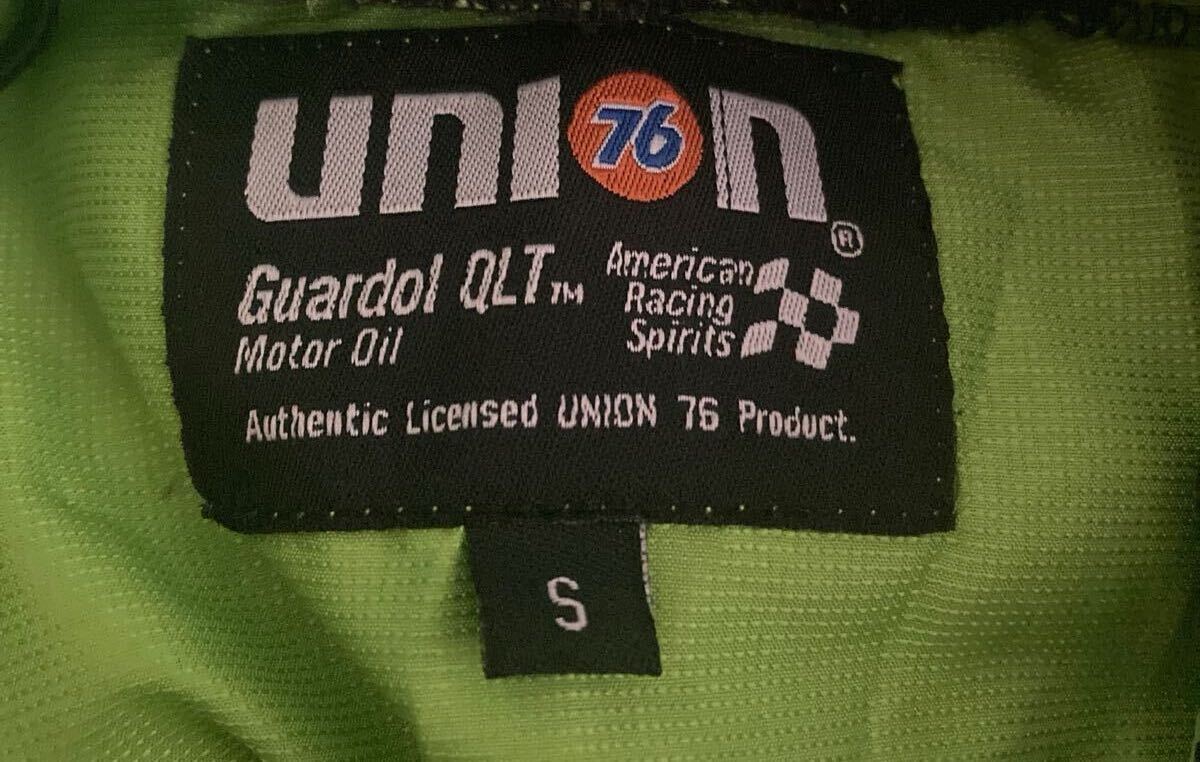 union 76 ®
Guardol QLT™
Motor Oil
American
Racing
Spirits
Authentic Licensed UNION 76 Product.
S